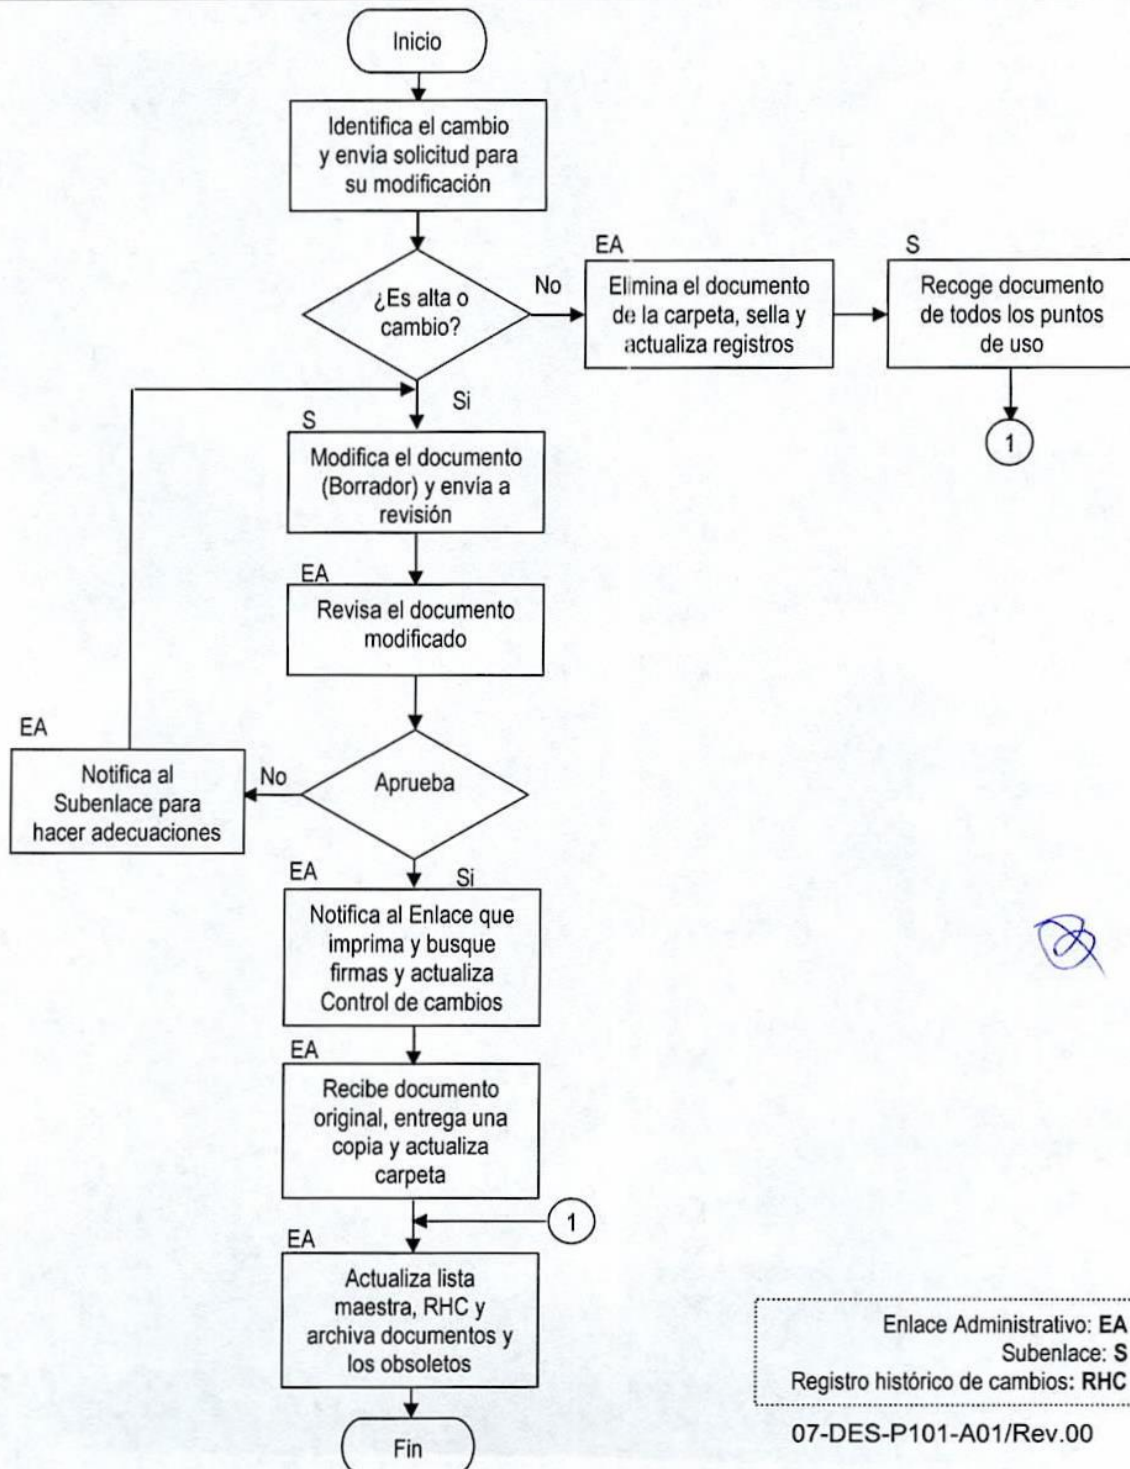 Inicio
Identifica el cambio
y envía solicitud para
su modificación
¿Es alta o
cambio?
No
EA
Elimina el documento
de la carpeta, sella y
actualiza registros
S
Recoge documento
de todos los puntos
de uso
1
Si
S
Modifica el documento
(Borrador) y envía a
revisión
EA
Revisa el documento
modificado
Aprueba
No
EA
Notifica al
Subenlace para
hacer adecuaciones
Si
EA
Notifica al Enlace que
imprima y busque
firmas y actualiza
Control de cambios
EA
Recibe documento
original, entrega una
copia y actualiza
carpeta
1
EA
Actualiza lista
maestra, RHC y
archiva documentos y
los obsoletos
Fin
Enlace Administrativo: EA
Subenlace: S
Registro histórico de cambios: RHC
07-DES-P101-A01/Rev.00